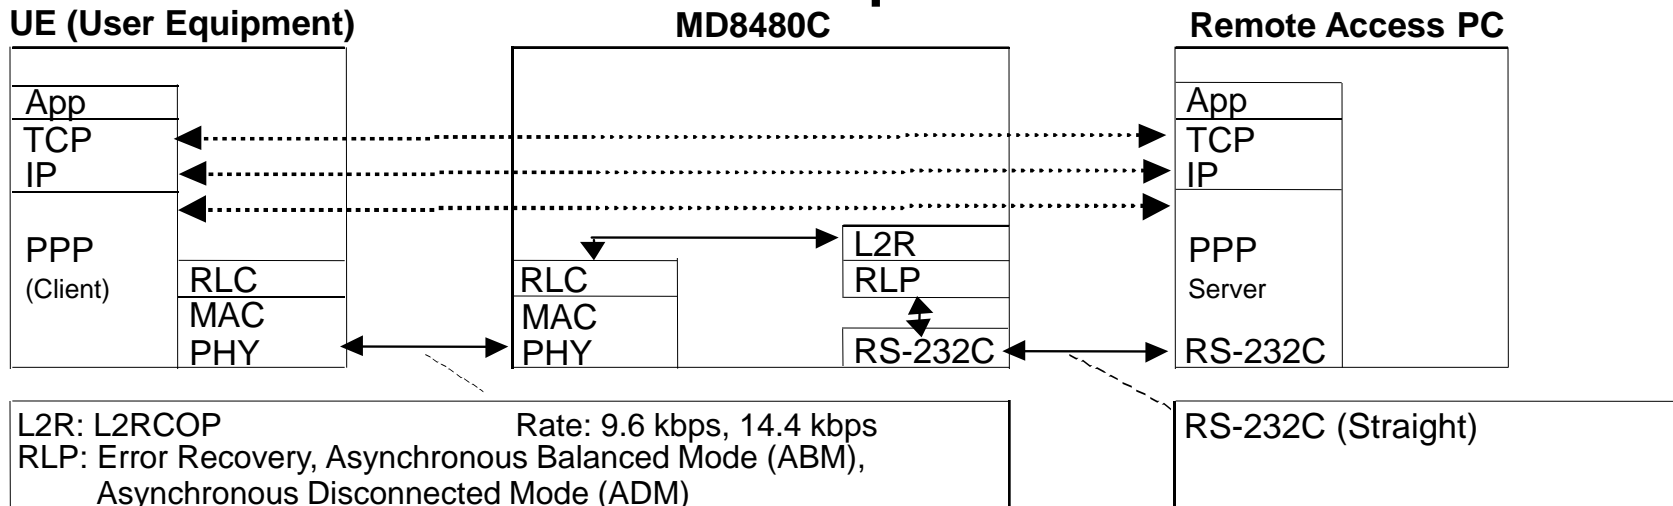 UE (User Equipment)
MD8480C
Remote Access PC
App
TCP
IP
PPP
(Client)
RLC
MAC
PHY
RLC
MAC
PHY
L2R
RLP
RS-232C
App
TCP
IP
PPP
Server
RS-232C
L2R: L2RCOP Rate: 9.6 kbps, 14.4 kbps
RLP: Error Recovery, Asynchronous Balanced Mode (ABM),
Asynchronous Disconnected Mode (ADM)
RS-232C (Straight)